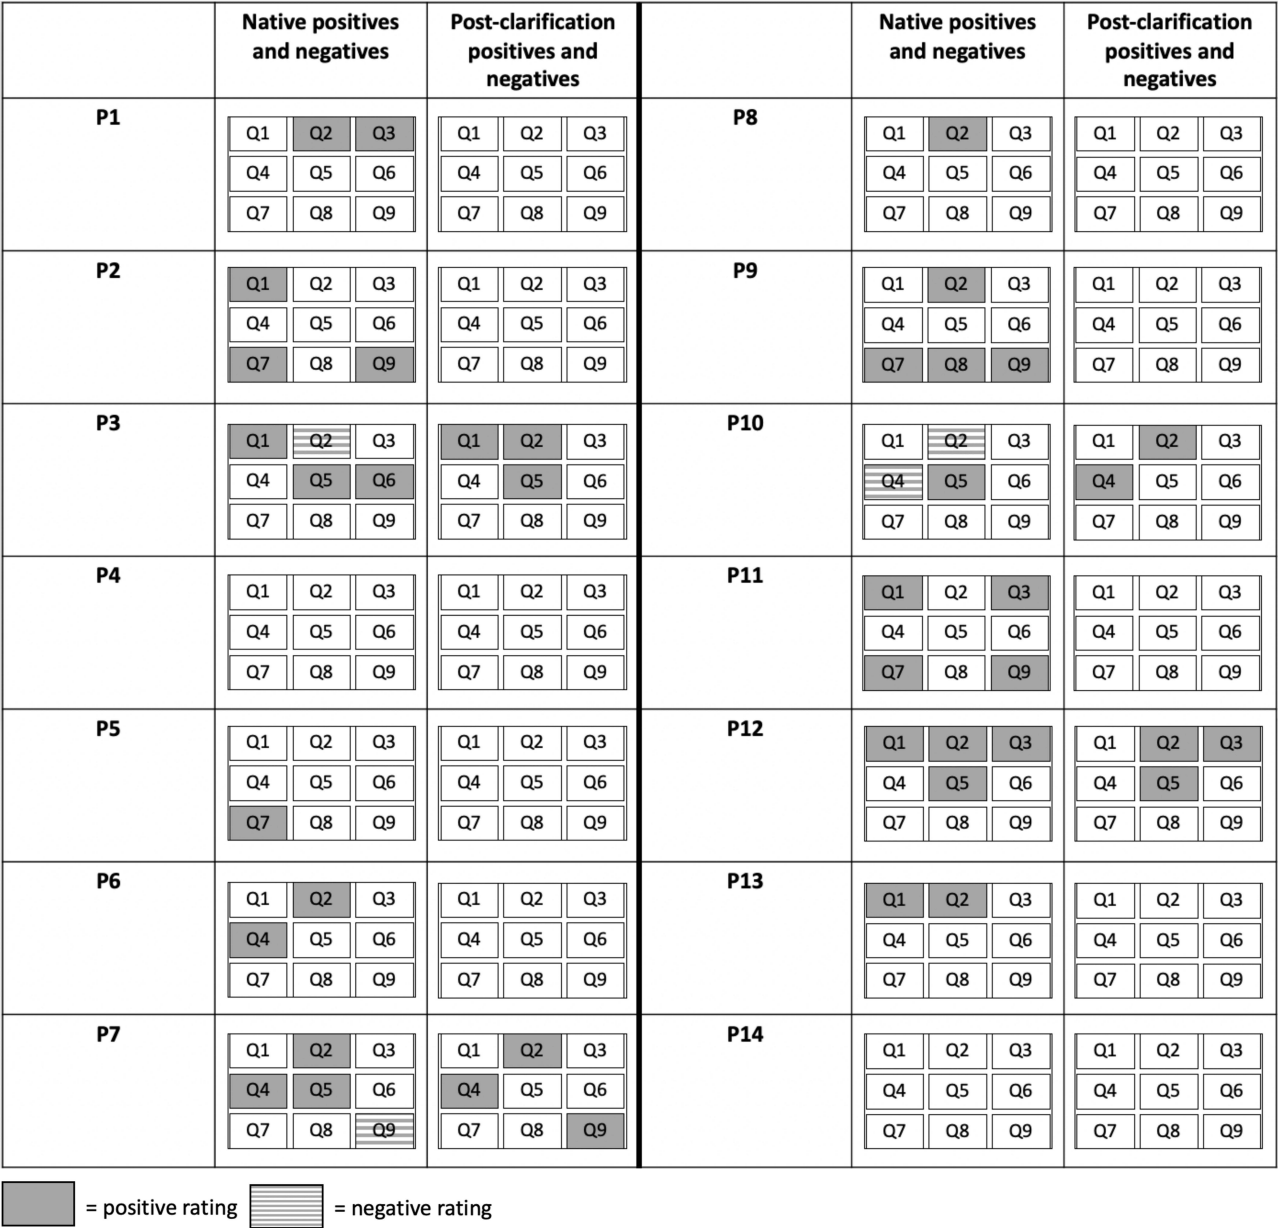 Native positives and negatives
Post-clarification positives and negatives
Native positives and negatives
Post-clarification positives and negatives
P1
Q1 Q2 Q3 Q1 Q2 Q3
Q4 Q5 Q6 Q4 Q5 Q6
Q7 Q8 Q9 Q7 Q8 Q9
P8
Q1 Q2 Q3 Q1 Q2 Q3
Q4 Q5 Q6 Q4 Q5 Q6
Q7 Q8 Q9 Q7 Q8 Q9
P2
Q1 Q2 Q3 Q1 Q2 Q3
Q4 Q5 Q6 Q4 Q5 Q6
Q7 Q8 Q9 Q7 Q8 Q9
P9
Q1 Q2 Q3 Q1 Q2 Q3
Q4 Q5 Q6 Q4 Q5 Q6
Q7 Q8 Q9 Q7 Q8 Q9
P3
Q1 Q2 Q3 Q1 Q2 Q3
Q4 Q5 Q6 Q4 Q5 Q6
Q7 Q8 Q9 Q7 Q8 Q9
P10
Q1 Q2 Q3 Q1 Q2 Q3
Q4 Q5 Q6 Q4 Q5 Q6
Q7 Q8 Q9 Q7 Q8 Q9
P4
Q1 Q2 Q3 Q1 Q2 Q3
Q4 Q5 Q6 Q4 Q5 Q6
Q7 Q8 Q9 Q7 Q8 Q9
P11
Q1 Q2 Q3 Q1 Q2 Q3
Q4 Q5 Q6 Q4 Q5 Q6
Q7 Q8 Q9 Q7 Q8 Q9
P5
Q1 Q2 Q3 Q1 Q2 Q3
Q4 Q5 Q6 Q4 Q5 Q6
Q7 Q8 Q9 Q7 Q8 Q9
P12
Q1 Q2 Q3 Q1 Q2 Q3
Q4 Q5 Q6 Q4 Q5 Q6
Q7 Q8 Q9 Q7 Q8 Q9
P6
Q1 Q2 Q3 Q1 Q2 Q3
Q4 Q5 Q6 Q4 Q5 Q6
Q7 Q8 Q9 Q7 Q8 Q9
P13
Q1 Q2 Q3 Q1 Q2 Q3
Q4 Q5 Q6 Q4 Q5 Q6
Q7 Q8 Q9 Q7 Q8 Q9
P7
Q1 Q2 Q3 Q1 Q2 Q3
Q4 Q5 Q6 Q4 Q5 Q6
Q7 Q8 Q9 Q7 Q8 Q9
P14
Q1 Q2 Q3 Q1 Q2 Q3
Q4 Q5 Q6 Q4 Q5 Q6
Q7 Q8 Q9 Q7 Q8 Q9
= positive rating = negative rating